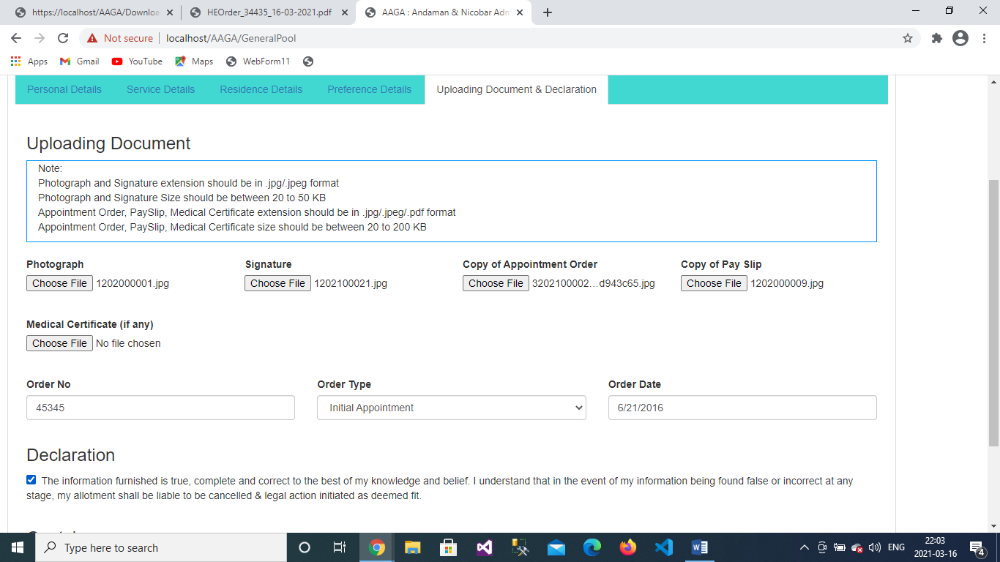 https://localhost/AAGA/Downloa
HEOrder_34435_16-03-2021.pdf
AAGA : Andaman & Nicobar Adm
Not secure
localhost/AAGA/GeneralPool
Apps
Gmail
YouTube
Maps
WebForm11
Personal Details
Service Details
Residence Details
Preference Details
Uploading Document & Declaration
Uploading Document
Note:
Photograph and Signature extension should be in .jpg/.jpeg format
Photograph and Signature Size should be between 20 to 50 KB
Appointment Order, PaySlip, Medical Certificate extension should be in .jpg/.jpeg/.pdf format
Appointment Order, PaySlip, Medical Certificate size should be between 20 to 200 KB
Photograph
Signature
Copy of Appointment Order
Copy of Pay Slip
Choose File 1202000001.jpg
Choose File 1202100021.jpg
Choose File 3202100002...d943c65.jpg
Choose File 1202000009.jpg
Medical Certificate (if any)
Choose File No file chosen
Order No
Order Type
Order Date
45345
Initial Appointment
6/21/2016
Declaration
The information furnished is true, complete and correct to the best of my knowledge and belief. I understand that in the event of my information being found false or incorrect at any
stage, my allotment shall be liable to be cancelled & legal action initiated as deemed fit.
Type here to search
ENG
22:03
2021-03-16
4